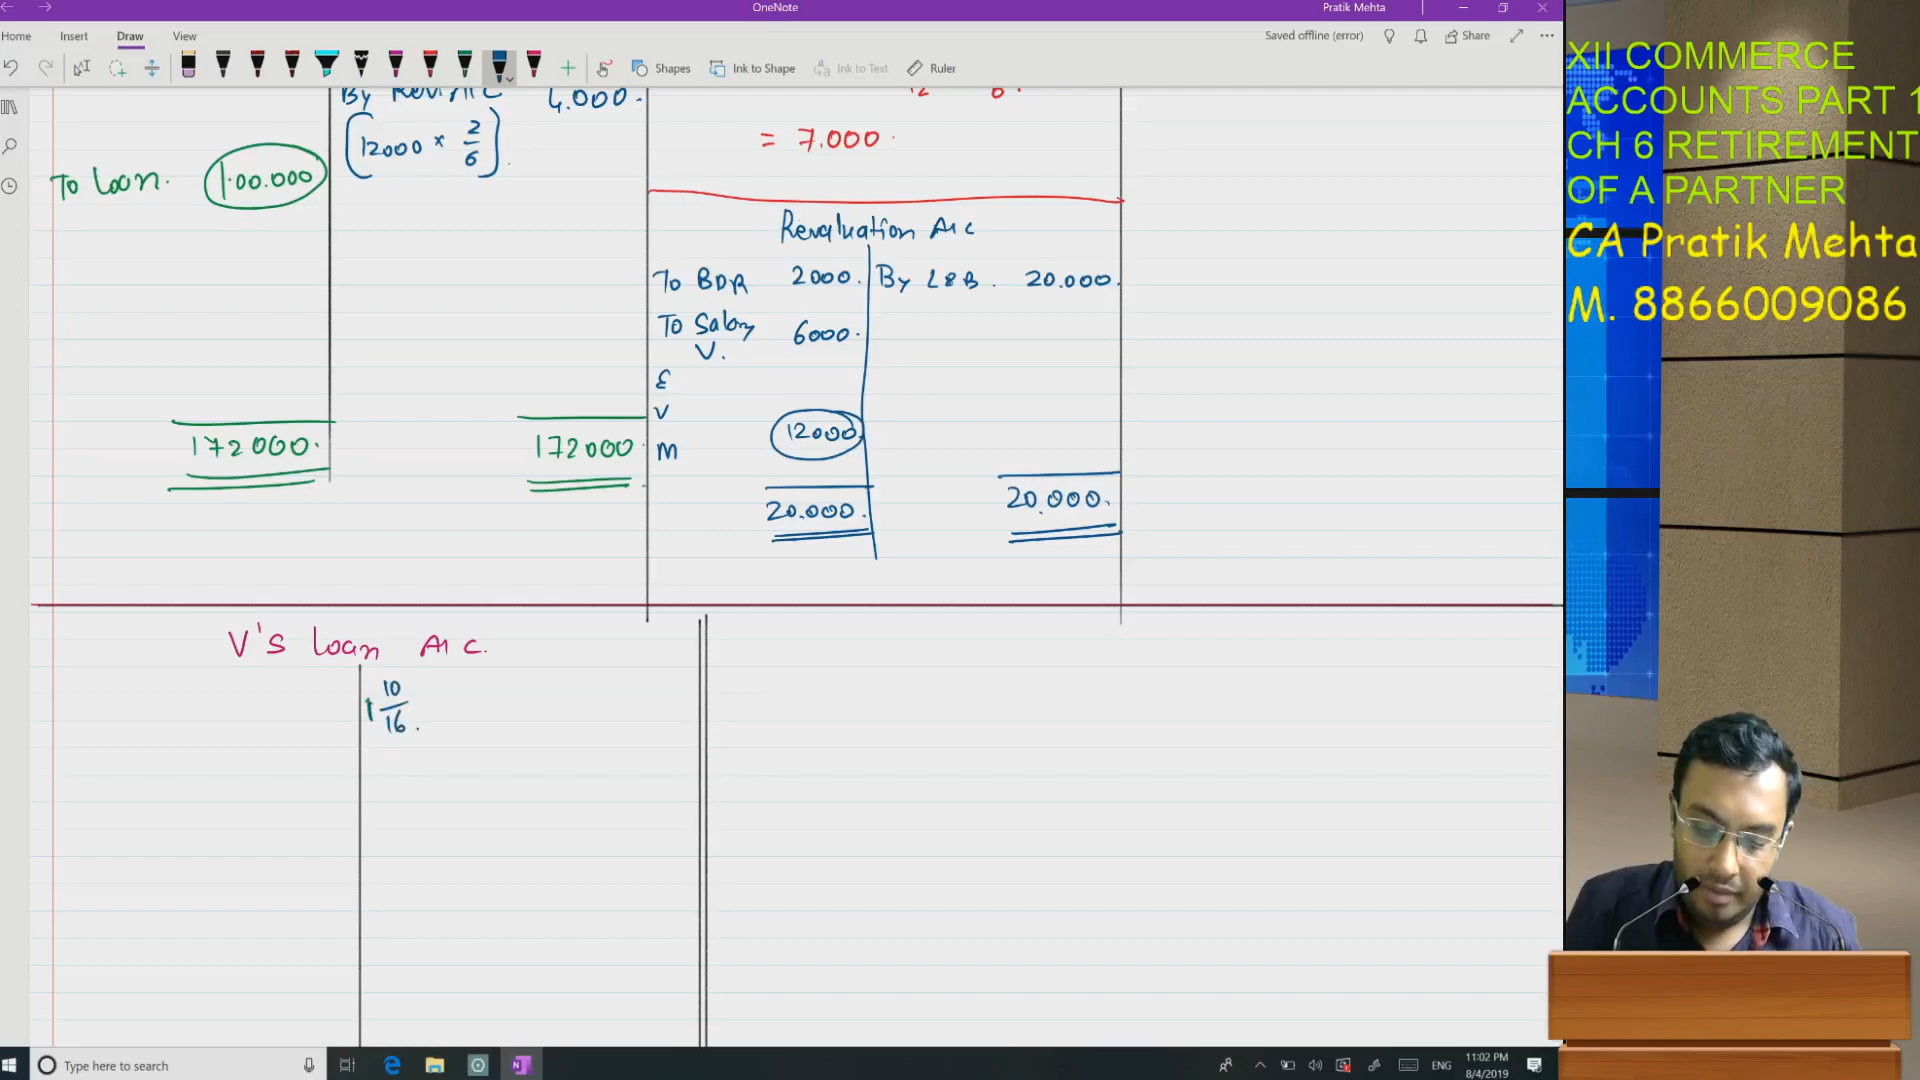 OneNote
Pratik Mehta
Home
Insert
Draw
View
Saved offline (error)
Share
Shapes
Ink to Shape
Ink to Text
Ruler
4.000.
(12000 × 2/6).
To Loan. 1.00.000
172000.
172000.
= 7.000.
Revaluation A/c
To BDR 2000. By L&B. 20.000.
To Salary 6000.
V.
E
V
12000
M
20.000. 20.000.
V's Loan A/c.
1 10/16.
XII COMMERCE
ACCOUNTS PART 1
CH 6 RETIREMENT
OF A PARTNER
CA Pratik Mehta
M. 8866009086
Type here to search
ENG
11:02 PM
8/4/2019